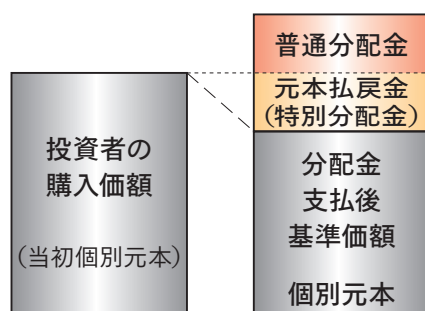 投資者の
購入価額
(当初個別元本)
普通分配金
元本払戻金
(特別分配金)
分配金
支払後
基準価額
個別元本